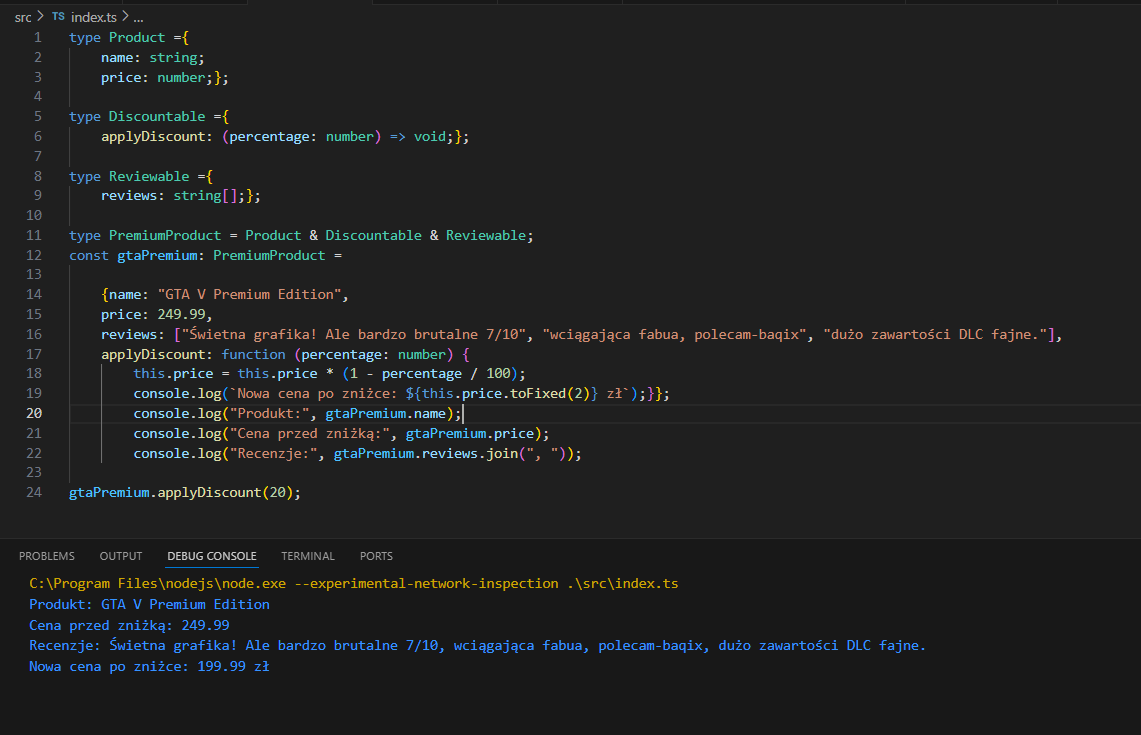 src > TS index.ts > ...
1 type Product ={
2 name: string;
3 price: number;};
4
5 type Discountable ={
6 applyDiscount: (percentage: number) => void;};
7
8 type Reviewable ={
9 reviews: string[];};
10
11 type PremiumProduct = Product & Discountable & Reviewable;
12 const gtaPremium: PremiumProduct =
13
14 {name: "GTA V Premium Edition",
15 price: 249.99,
16 reviews: ["Świetna grafika! Ale bardzo brutalne 7/10", "wciągająca fabua, polecam-baqix", "dużo zawartości DLC fajne."],
17 applyDiscount: function (percentage: number) {
18 this.price = this.price * (1 - percentage / 100);
19 console.log(`Nowa cena po zniżce: ${this.price.toFixed(2)} zł`);}};
20 console.log("Produkt:", gtaPremium.name);
21 console.log("Cena przed zniżką:", gtaPremium.price);
22 console.log("Recenzje:", gtaPremium.reviews.join(", "));
23
24 gtaPremium.applyDiscount(20);
PROBLEMS OUTPUT DEBUG CONSOLE TERMINAL PORTS
C:\Program Files\nodejs\node.exe --experimental-network-inspection .\src\index.ts
Produkt: GTA V Premium Edition
Cena przed zniżką: 249.99
Recenzje: Świetna grafika! Ale bardzo brutalne 7/10, wciągająca fabua, polecam-baqix, dużo zawartości DLC fajne.
Nowa cena po zniżce: 199.99 zł